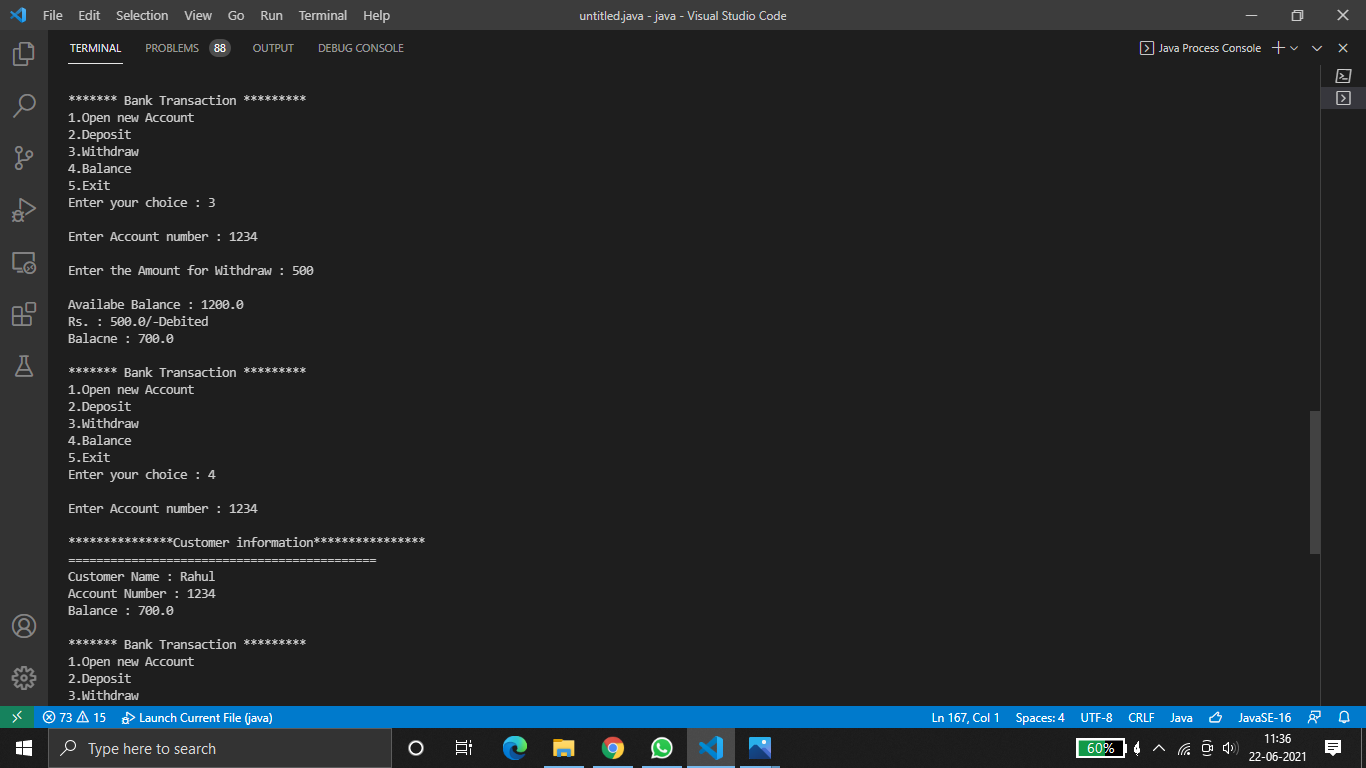 File Edit Selection View Go Run Terminal Help untitled.java - java - Visual Studio Code
TERMINAL PROBLEMS 88 OUTPUT DEBUG CONSOLE Java Process Console
******* Bank Transaction *********
1.Open new Account
2.Deposit
3.Withdraw
4.Balance
5.Exit
Enter your choice : 3
Enter Account number : 1234
Enter the Amount for Withdraw : 500
Availabe Balance : 1200.0
Rs. : 500.0/-Debited
Balacne : 700.0
******* Bank Transaction *********
1.Open new Account
2.Deposit
3.Withdraw
4.Balance
5.Exit
Enter your choice : 4
Enter Account number : 1234
***************Customer information****************
============================================
Customer Name : Rahul
Account Number : 1234
Balance : 700.0
******* Bank Transaction *********
1.Open new Account
2.Deposit
3.Withdraw
73 15 Launch Current File (java) Ln 167, Col 1 Spaces: 4 UTF-8 CRLF Java JavaSE-16
Type here to search 60% 11:36
22-06-2021